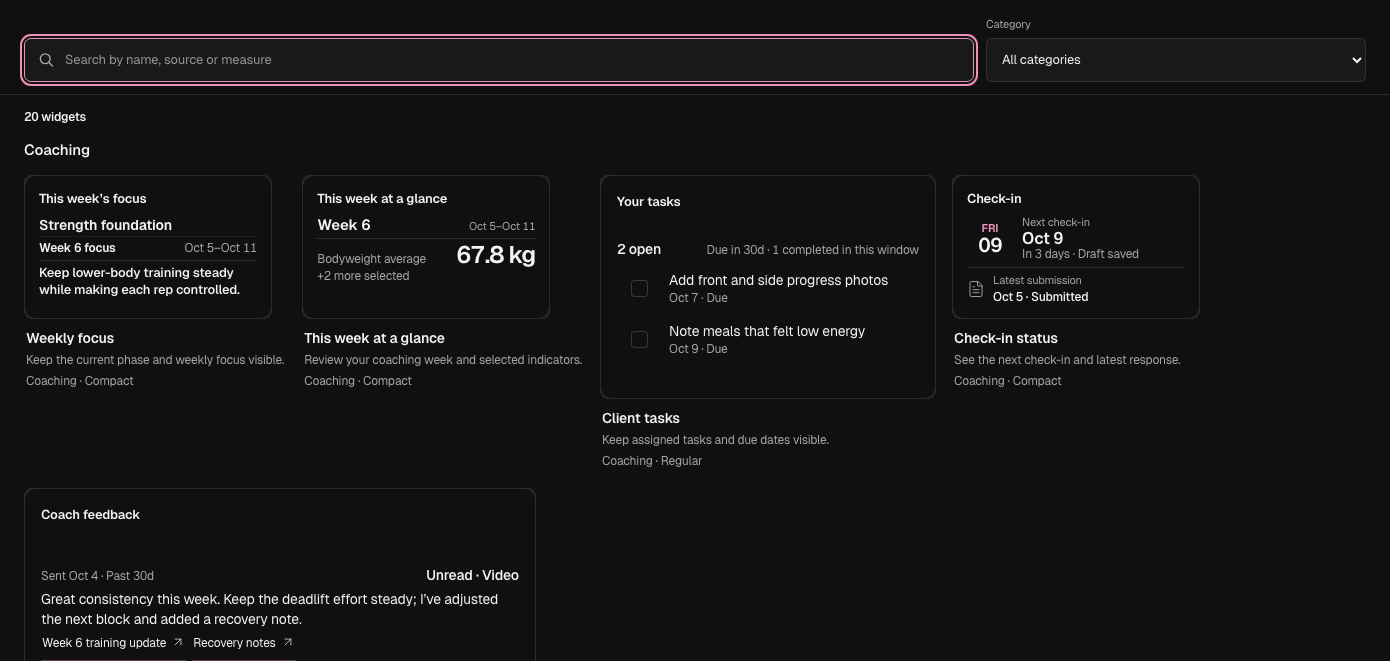 Category
Search by name, source or measure
All categories
20 widgets
Coaching
This week’s focus
Strength foundation
Week 6 focus Oct 5–Oct 11
Keep lower-body training steady
while making each rep controlled.
Weekly focus
Keep the current phase and weekly focus visible.
Coaching · Compact
This week at a glance
Week 6 Oct 5–Oct 11
Bodyweight average 67.8 kg
+2 more selected
This week at a glance
Review your coaching week and selected indicators.
Coaching · Compact
Your tasks
2 open Due in 30d · 1 completed in this window
Add front and side progress photos
Oct 7 · Due
Note meals that felt low energy
Oct 9 · Due
Client tasks
Keep assigned tasks and due dates visible.
Coaching · Regular
Check-in
FRI
09
Next check-in
Oct 9
In 3 days · Draft saved
Latest submission
Oct 5 · Submitted
Check-in status
See the next check-in and latest response.
Coaching · Compact
Coach feedback
Sent Oct 4 · Past 30d Unread · Video
Great consistency this week. Keep the deadlift effort steady; I’ve adjusted
the next block and added a recovery note.
Week 6 training update Recovery notes